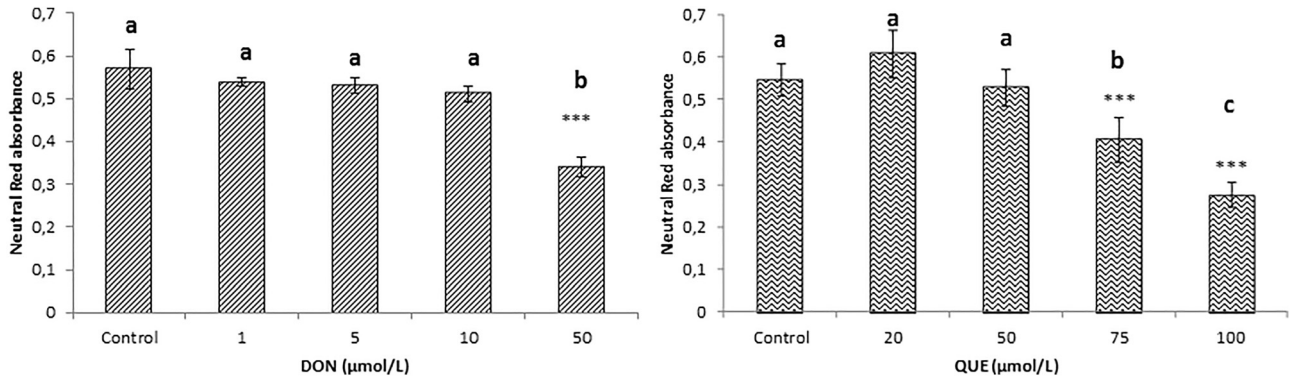 0,7
0,6
0,5
0,4
0,3
0,2
0,1
0
Neutral Red absorbance
a
a
a
a
b
***
Control 1 5 10 50
DON (µmol/L)
0,7
0,6
0,5
0,4
0,3
0,2
0,1
0
Neutral Red absorbance
a
a
a
b
***
c
***
Control 20 50 75 100
QUE (µmol/L)